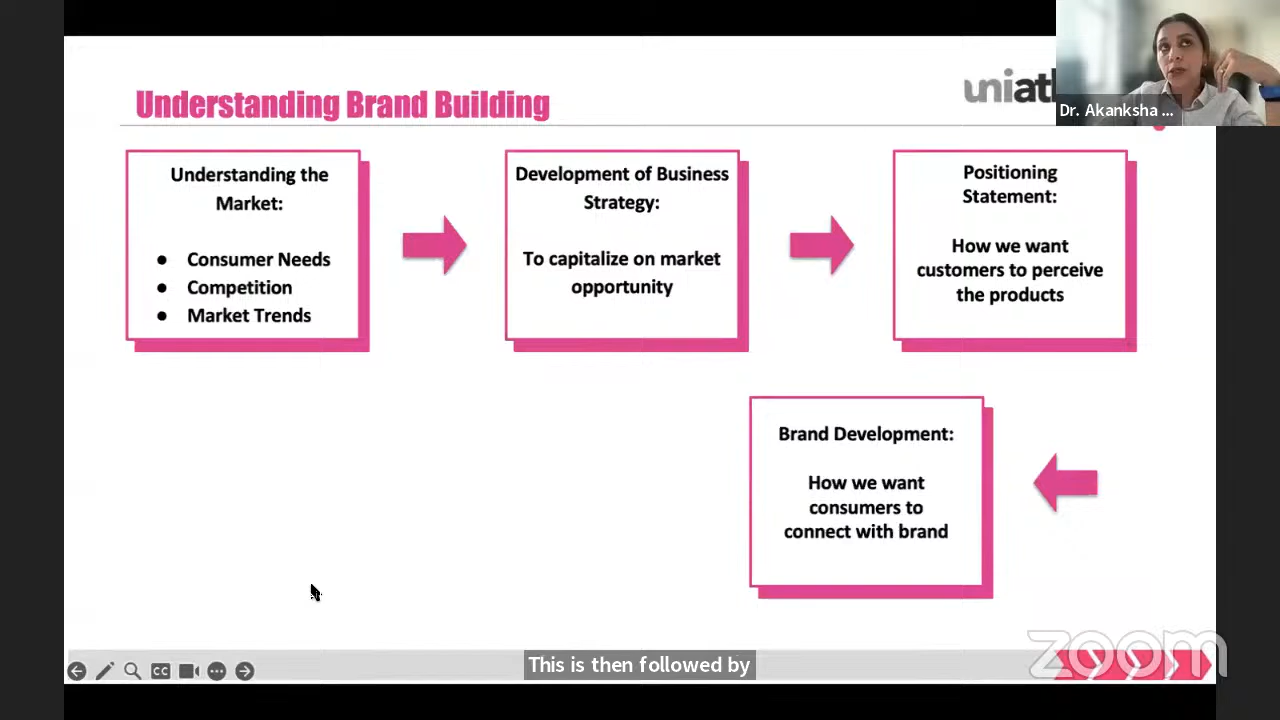 Understanding Brand Building
uniath
Dr. Akanksha ...
Understanding the
Market:
● Consumer Needs
● Competition
● Market Trends
Development of Business
Strategy:
To capitalize on market
opportunity
Positioning
Statement:
How we want
customers to perceive
the products
Brand Development:
How we want
consumers to
connect with brand
CC
This is then followed by
zoom